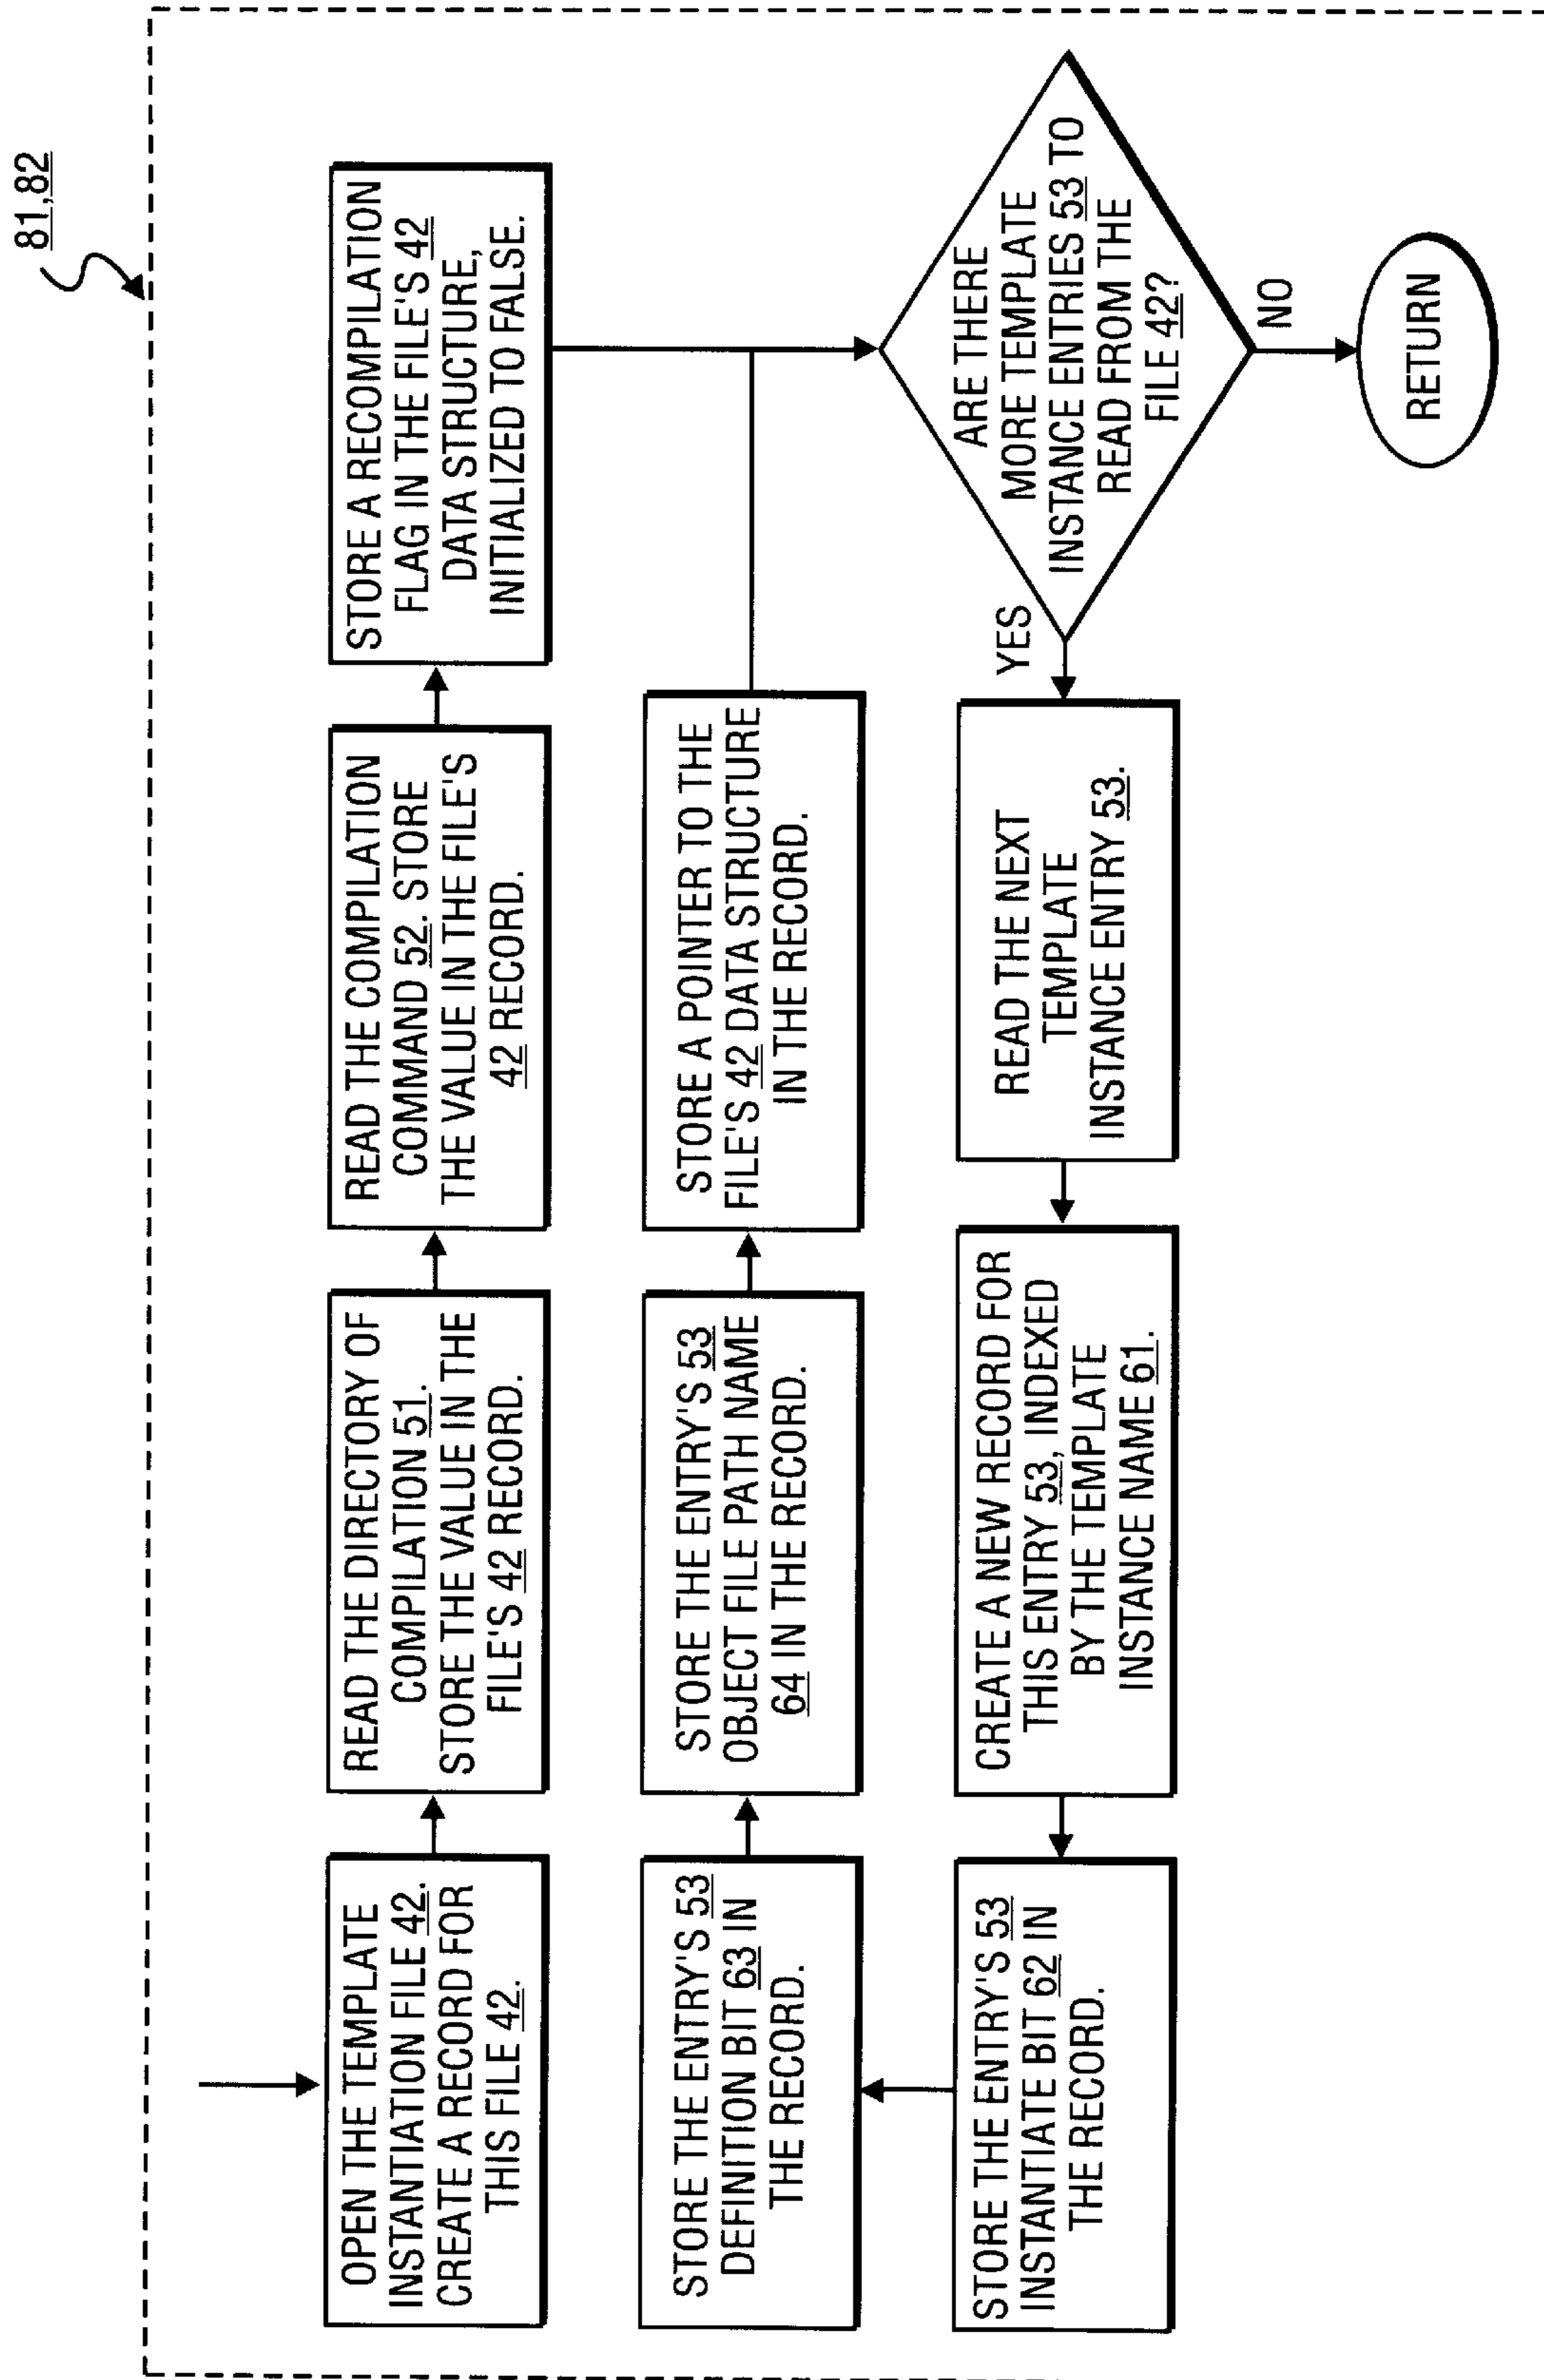 81,82
OPEN THE TEMPLATE
INSTANTIATION FILE 42.
CREATE A RECORD FOR
THIS FILE 42.
READ THE DIRECTORY OF
COMPILATION 51.
STORE THE VALUE IN THE
FILE'S 42 RECORD.
READ THE COMPILATION
COMMAND 52. STORE
THE VALUE IN THE FILE'S
42 RECORD.
STORE A RECOMPILATION
FLAG IN THE FILE'S 42
DATA STRUCTURE,
INITIALIZED TO FALSE.
STORE THE ENTRY'S 53
DEFINITION BIT 63 IN
THE RECORD.
STORE THE ENTRY'S 53
OBJECT FILE PATH NAME
64 IN THE RECORD.
STORE A POINTER TO THE
FILE'S 42 DATA STRUCTURE
IN THE RECORD.
STORE THE ENTRY'S 53
INSTANTIATE BIT 62 IN
THE RECORD.
CREATE A NEW RECORD FOR
THIS ENTRY 53, INDEXED
BY THE TEMPLATE
INSTANCE NAME 61.
READ THE NEXT
TEMPLATE
INSTANCE ENTRY 53.
YES
ARE THERE
MORE TEMPLATE
INSTANCE ENTRIES 53 TO
READ FROM THE
FILE 42?
NO
RETURN